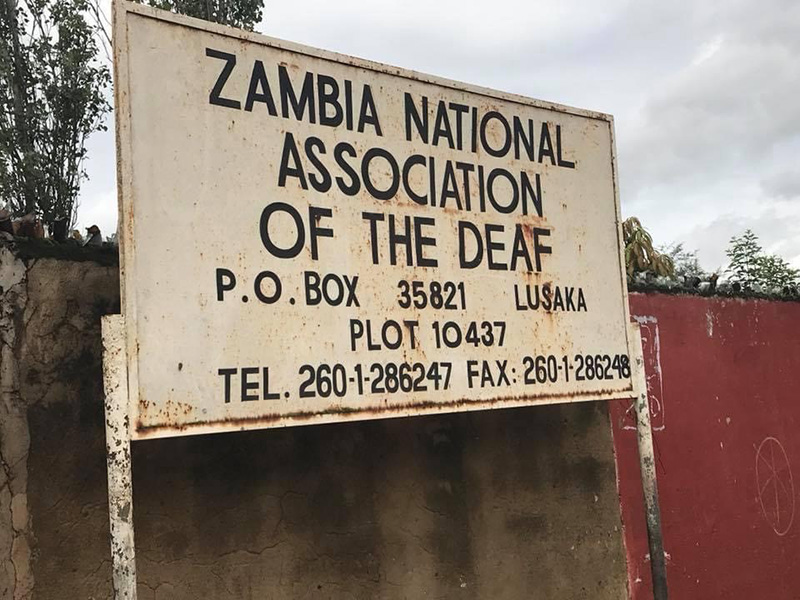 ZAMBIA NATIONAL
ASSOCIATION
OF THE DEAF
P.O. BOX 35821 LUSAKA
PLOT 10437
TEL. 260-1-286247 FAX: 260-1-286248